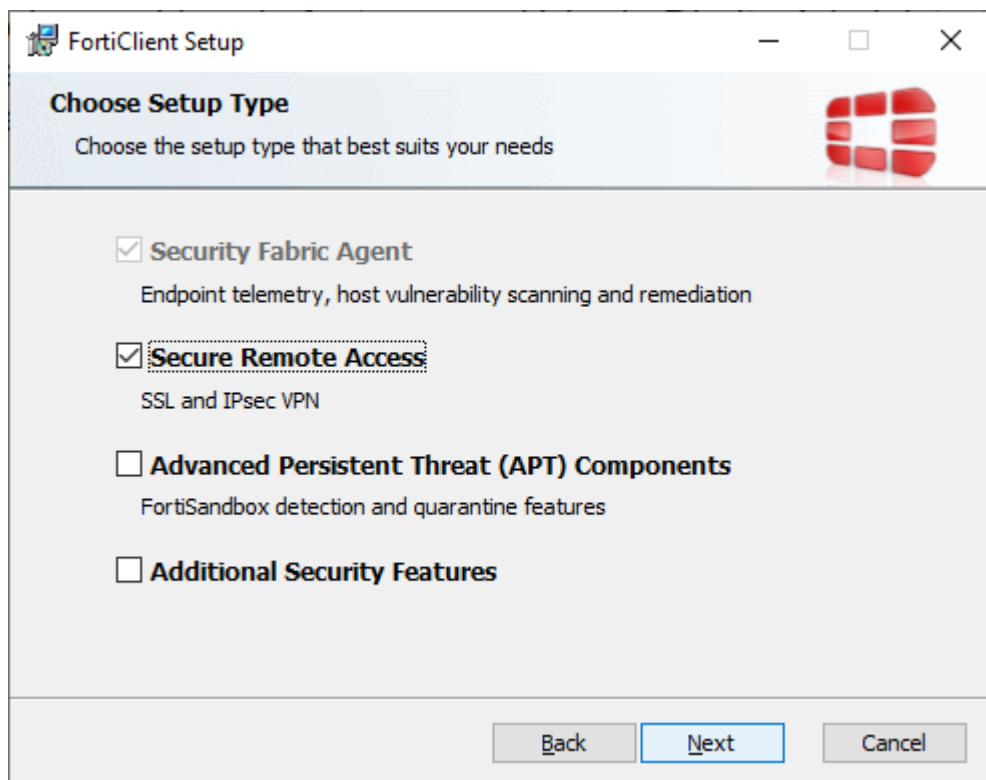 FortiClient Setup
Choose Setup Type
Choose the setup type that best suits your needs
Security Fabric Agent
Endpoint telemetry, host vulnerability scanning and remediation
Secure Remote Access
SSL and IPsec VPN
Advanced Persistent Threat (APT) Components
FortiSandbox detection and quarantine features
Additional Security Features
Back Next Cancel